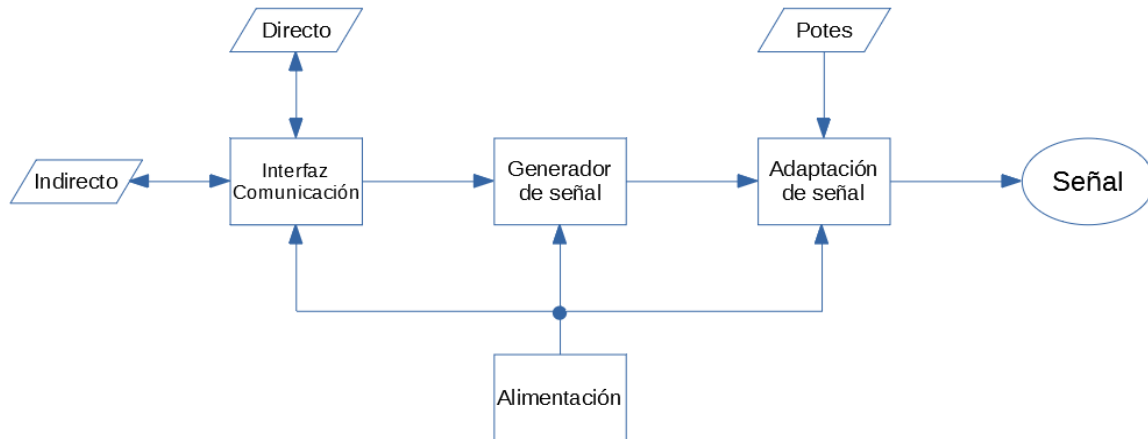 Directo
Potes
Indirecto
Interfaz
Comunicación
Generador
de señal
Adaptación
de señal
Señal
Alimentación